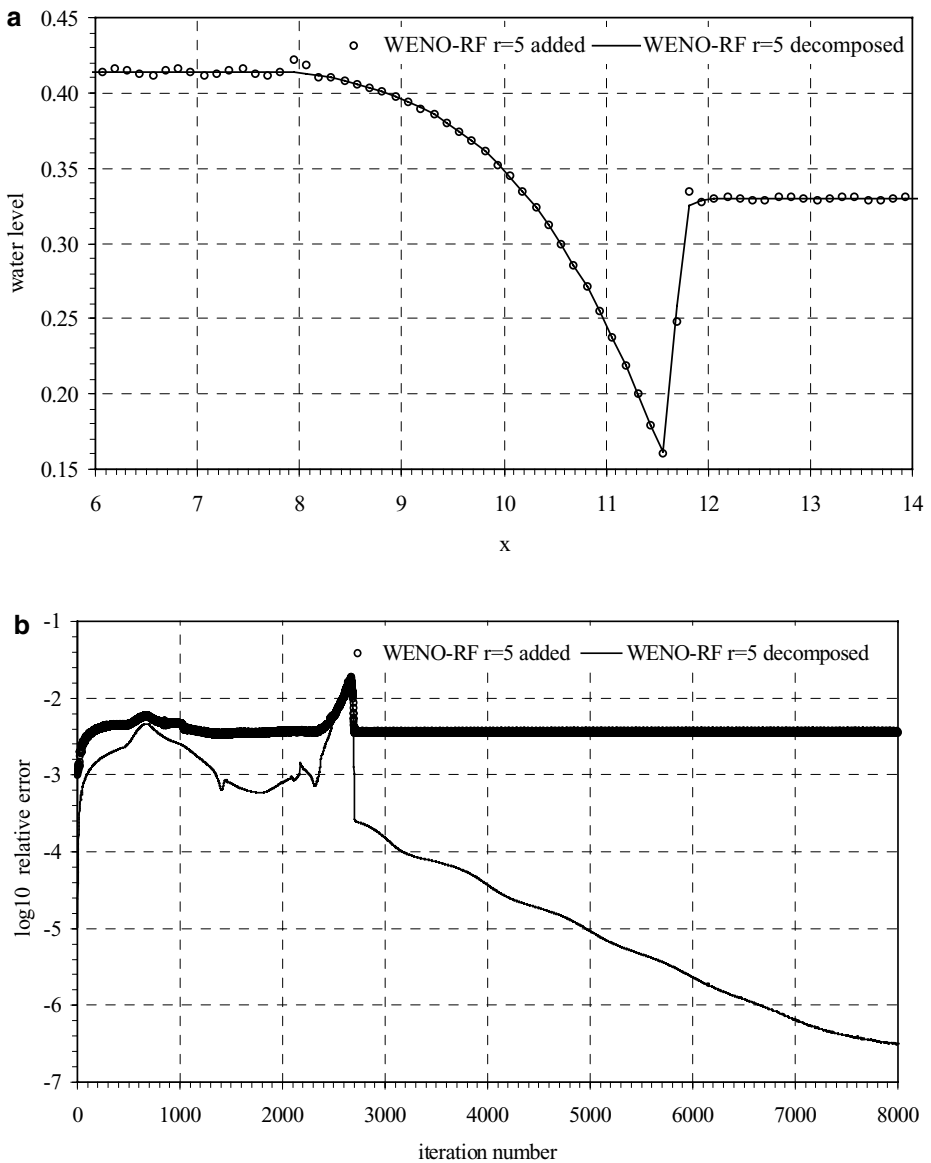 a
WENO-RF r=5 added WENO-RF r=5 decomposed
0.45
0.40
0.35
0.30
0.25
0.20
0.15
water level
6 7 8 9 10 11 12 13 14
x
b
WENO-RF r=5 added WENO-RF r=5 decomposed
-1
-2
-3
-4
-5
-6
-7
log10 relative error
0 1000 2000 3000 4000 5000 6000 7000 8000
iteration number